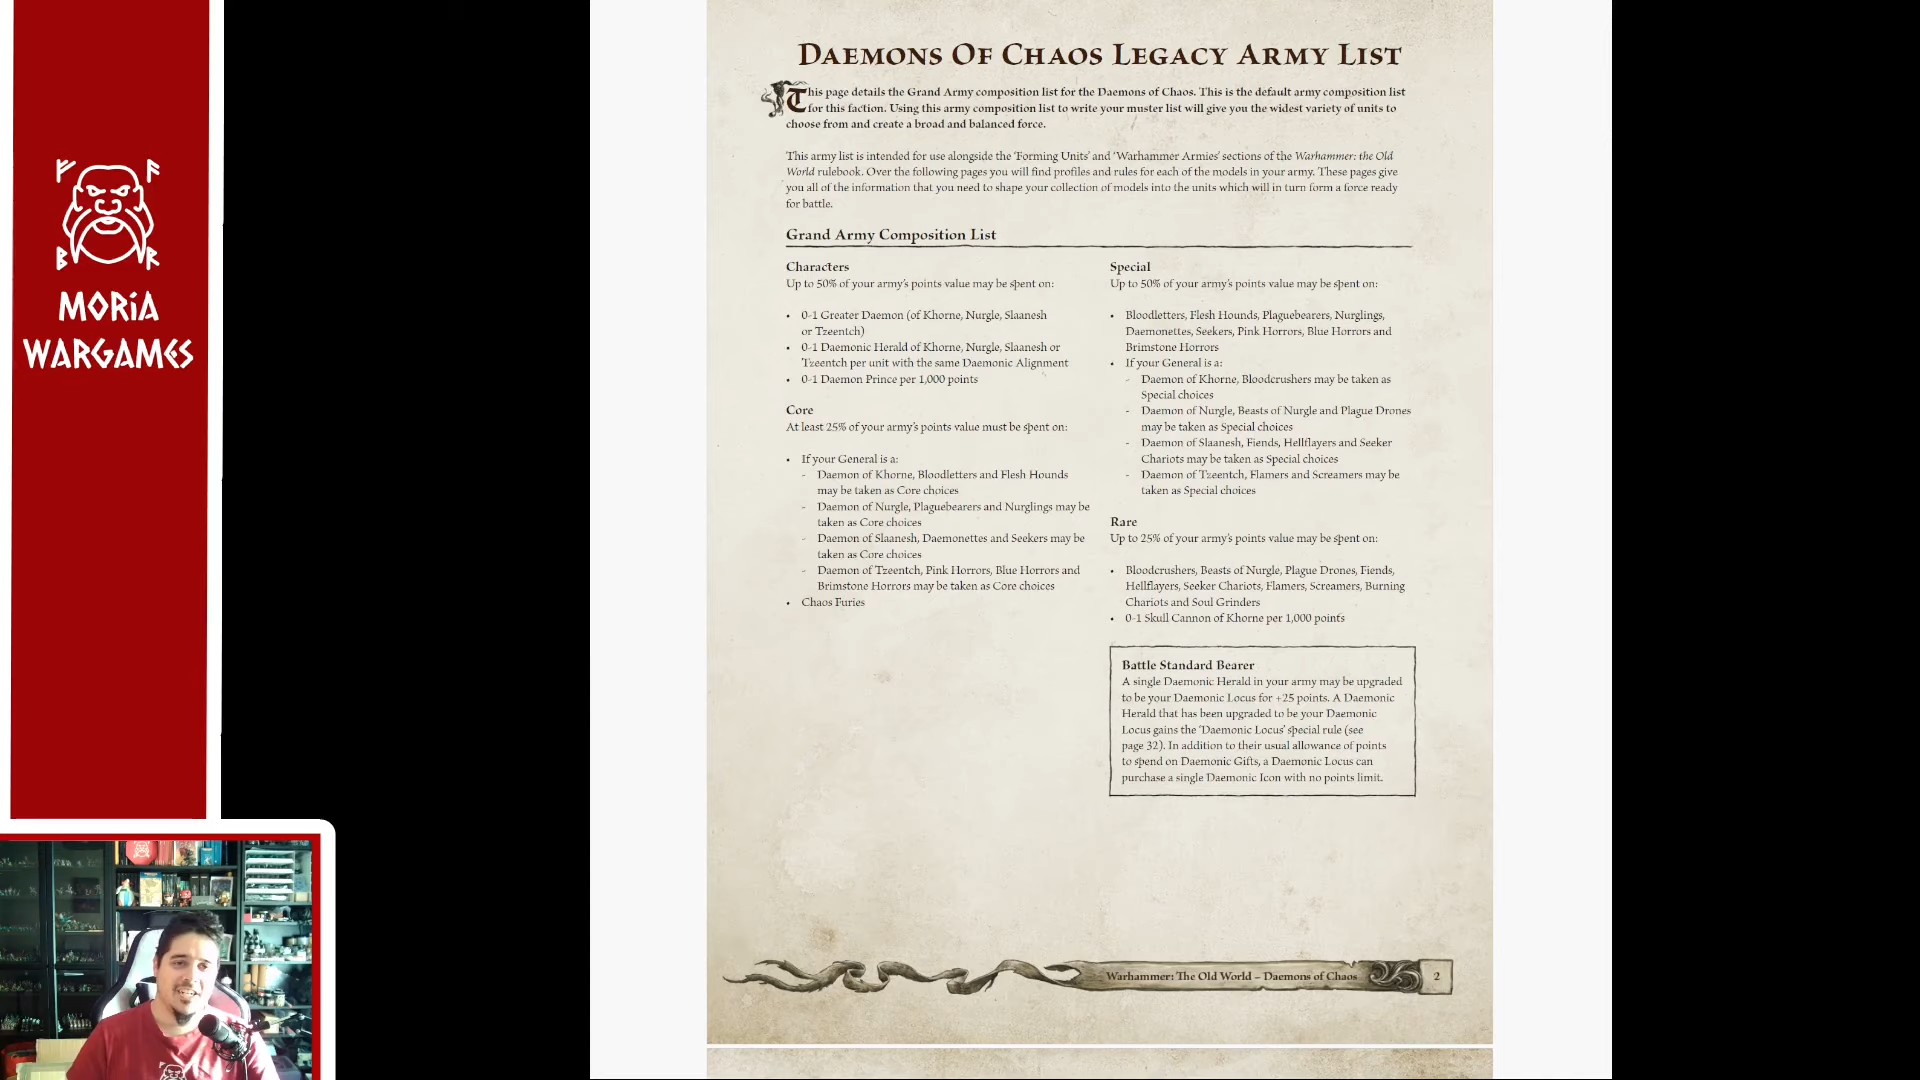 ᚠ ᚨ
ᛒ ᚱ
MORiA
WARGAMES
DAEMONS OF CHAOS LEGACY ARMY LIST
This page details the Grand Army composition list for the Daemons of Chaos. This is the default army composition list
for this faction. Using this army composition list to write your muster list will give you the widest variety of units to
choose from and create a broad and balanced force.
This army list is intended for use alongside the 'Forming Units' and 'Warhammer Armies' sections of the Warhammer: the Old
World rulebook. Over the following pages you will find profiles and rules for each of the models in your army. These pages give
you all of the information that you need to shape your collection of models into the units which will in turn form a force ready
for battle.
Grand Army Composition List
Characters
Up to 50% of your army's points value may be spent on:
• 0-1 Greater Daemon (of Khorne, Nurgle, Slaanesh
or Tzeentch)
• 0-1 Daemonic Herald of Khorne, Nurgle, Slaanesh or
Tzeentch per unit with the same Daemonic Alignment
• 0-1 Daemon Prince per 1,000 points
Core
At least 25% of your army's points value must be spent on:
• If your General is a:
- Daemon of Khorne, Bloodletters and Flesh Hounds
may be taken as Core choices
- Daemon of Nurgle, Plaguebearers and Nurglings may be
taken as Core choices
- Daemon of Slaanesh, Daemonettes and Seekers may be
taken as Core choices
- Daemon of Tzeentch, Pink Horrors, Blue Horrors and
Brimstone Horrors may be taken as Core choices
• Chaos Furies
Special
Up to 50% of your army's points value may be spent on:
• Bloodletters, Flesh Hounds, Plaguebearers, Nurglings,
Daemonettes, Seekers, Pink Horrors, Blue Horrors and
Brimstone Horrors
• If your General is a:
- Daemon of Khorne, Bloodcrushers may be taken as
Special choices
- Daemon of Nurgle, Beasts of Nurgle and Plague Drones
may be taken as Special choices
- Daemon of Slaanesh, Fiends, Hellflayers and Seeker
Chariots may be taken as Special choices
- Daemon of Tzeentch, Flamers and Screamers may be
taken as Special choices
Rare
Up to 25% of your army's points value may be spent on:
• Bloodcrushers, Beasts of Nurgle, Plague Drones, Fiends,
Hellflayers, Seeker Chariots, Flamers, Screamers, Burning
Chariots and Soul Grinders
• 0-1 Skull Cannon of Khorne per 1,000 points
Battle Standard Bearer
A single Daemonic Herald in your army may be upgraded
to be your Daemonic Locus for +25 points. A Daemonic
Herald that has been upgraded to be your Daemonic
Locus gains the 'Daemonic Locus' special rule (see
page 32). In addition to their usual allowance of points
to spend on Daemonic Gifts, a Daemonic Locus can
purchase a single Daemonic Icon with no points limit.
Warhammer: The Old World – Daemons of Chaos
2